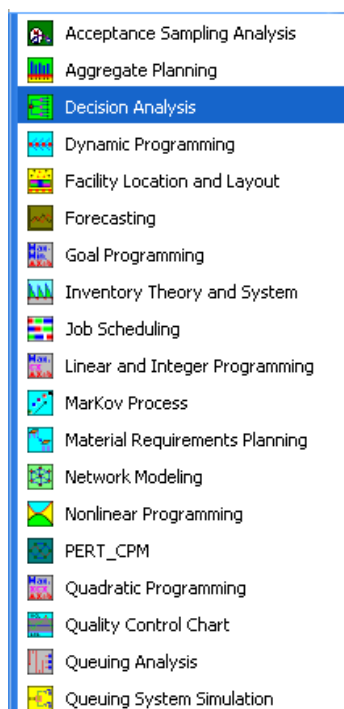 Acceptance Sampling Analysis
Aggregate Planning
Decision Analysis
Dynamic Programming
Facility Location and Layout
Forecasting
Goal Programming
Inventory Theory and System
Job Scheduling
Linear and Integer Programming
MarKov Process
Material Requirements Planning
Network Modeling
Nonlinear Programming
PERT_CPM
Quadratic Programming
Quality Control Chart
Queuing Analysis
Queuing System Simulation